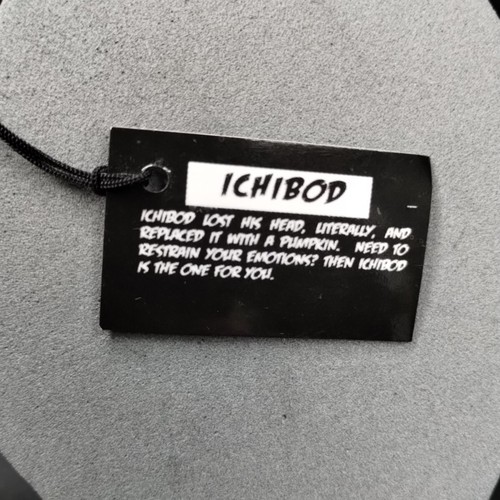 ICHIBOD
ICHIBOD LOST HIS HEAD, LITERALLY, AND
REPLACED IT WITH A PUMPKIN. NEED TO
RESTRAIN YOUR EMOTIONS? THEN ICHIBOD
IS THE ONE FOR YOU.